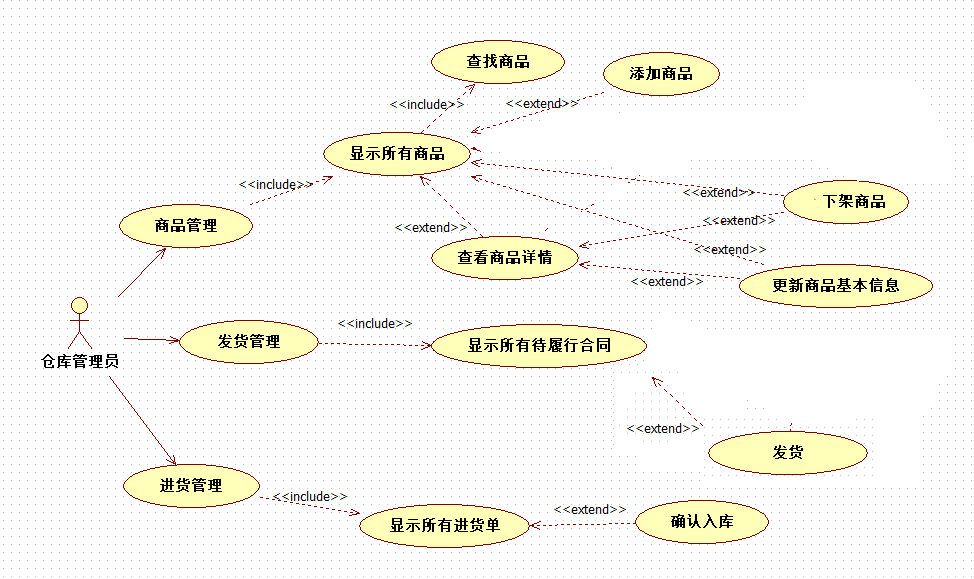 查找商品
添加商品
<<include>>
<<extend>>
显示所有商品
<<include>>
<<extend>>
下架商品
<<extend>>
商品管理
<<extend>>
<<extend>>
查看商品详情
<<extend>>
更新商品基本信息
<<include>>
发货管理
显示所有待履行合同
仓库管理员
<<extend>>
发货
进货管理
<<include>>
<<extend>>
确认入库
显示所有进货单